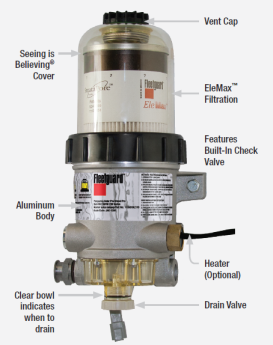 Vent Cap
Seeing is
Believing®
Cover
Fleetguard
EleMax
EleMax™
Filtration
Features
Built-In Check
Valve
Fleetguard
Aluminum
Body
Heater
(Optional)
Clear bowl
indicates
when to
drain
Drain Valve